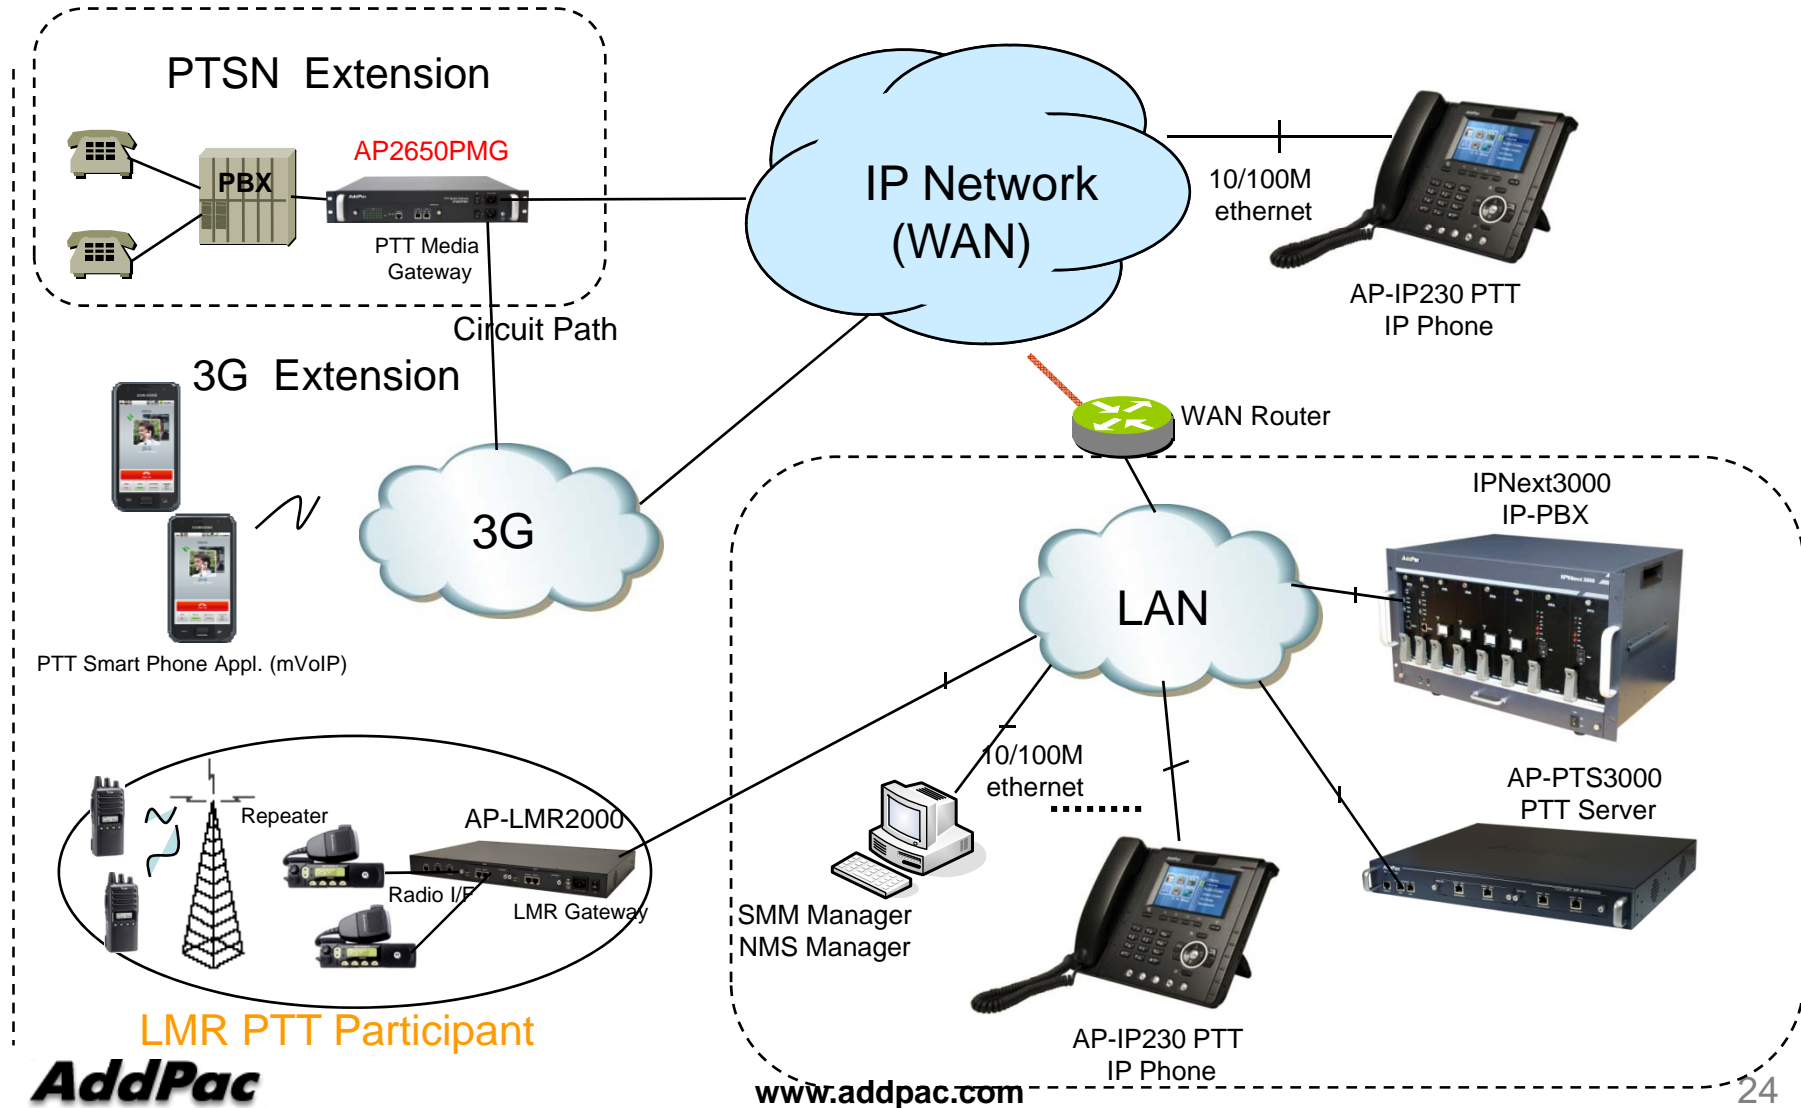 PTSN Extension
AP2650PMG
PBX
AddPac
PTT Media
Gateway
Circuit Path
IP Network
(WAN)
10/100M
ethernet
AP-IP230 PTT
IP Phone
3G Extension
3G
PTT Smart Phone Appl. (mVoIP)
WAN Router
IPNext3000
IP-PBX
AddPac
IPNext3000
LAN
10/100M
ethernet
AP-PTS3000
PTT Server
Repeater
AP-LMR2000
Radio I/F
LMR Gateway
SMM Manager
NMS Manager
AP-IP230 PTT
IP Phone
LMR PTT Participant
AddPac
www.addpac.com
24